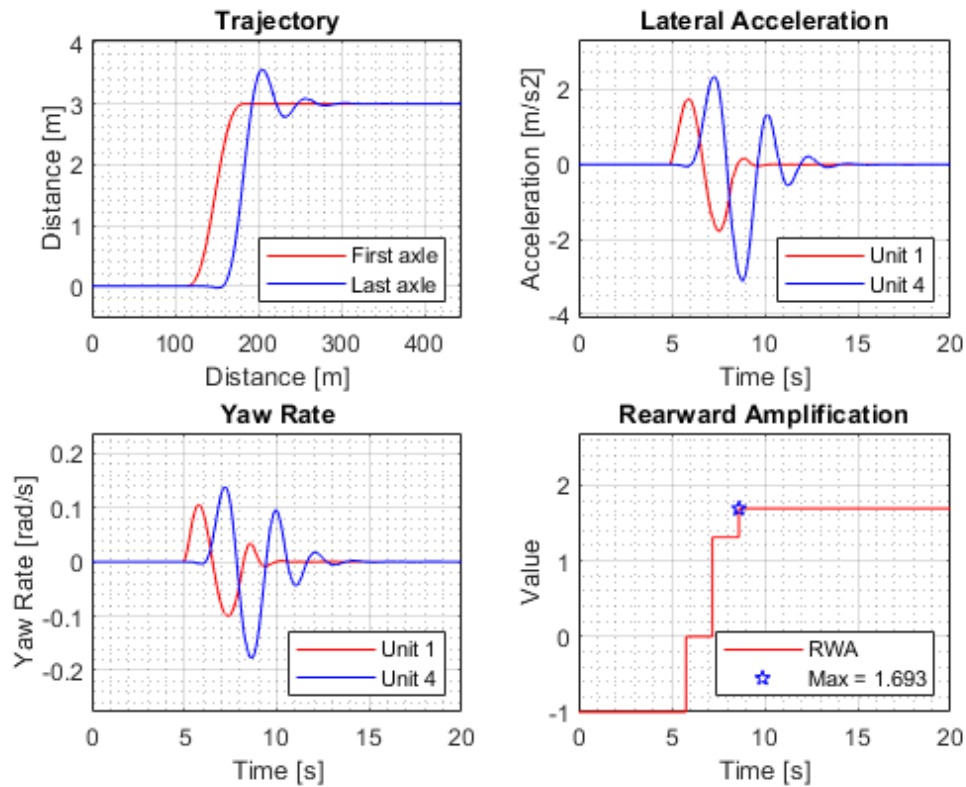 Trajectory
4
3
2
1
0
Distance [m]
0 100 200 300 400
Distance [m]
First axle
Last axle
Lateral Acceleration
2
0
-2
-4
Acceleration [m/s2]
0 5 10 15 20
Time [s]
Unit 1
Unit 4
Yaw Rate
0.2
0.1
0
-0.1
-0.2
Yaw Rate [rad/s]
0 5 10 15 20
Time [s]
Unit 1
Unit 4
Rearward Amplification
2
1
0
-1
Value
0 5 10 15 20
Time [s]
RWA
Max = 1.693